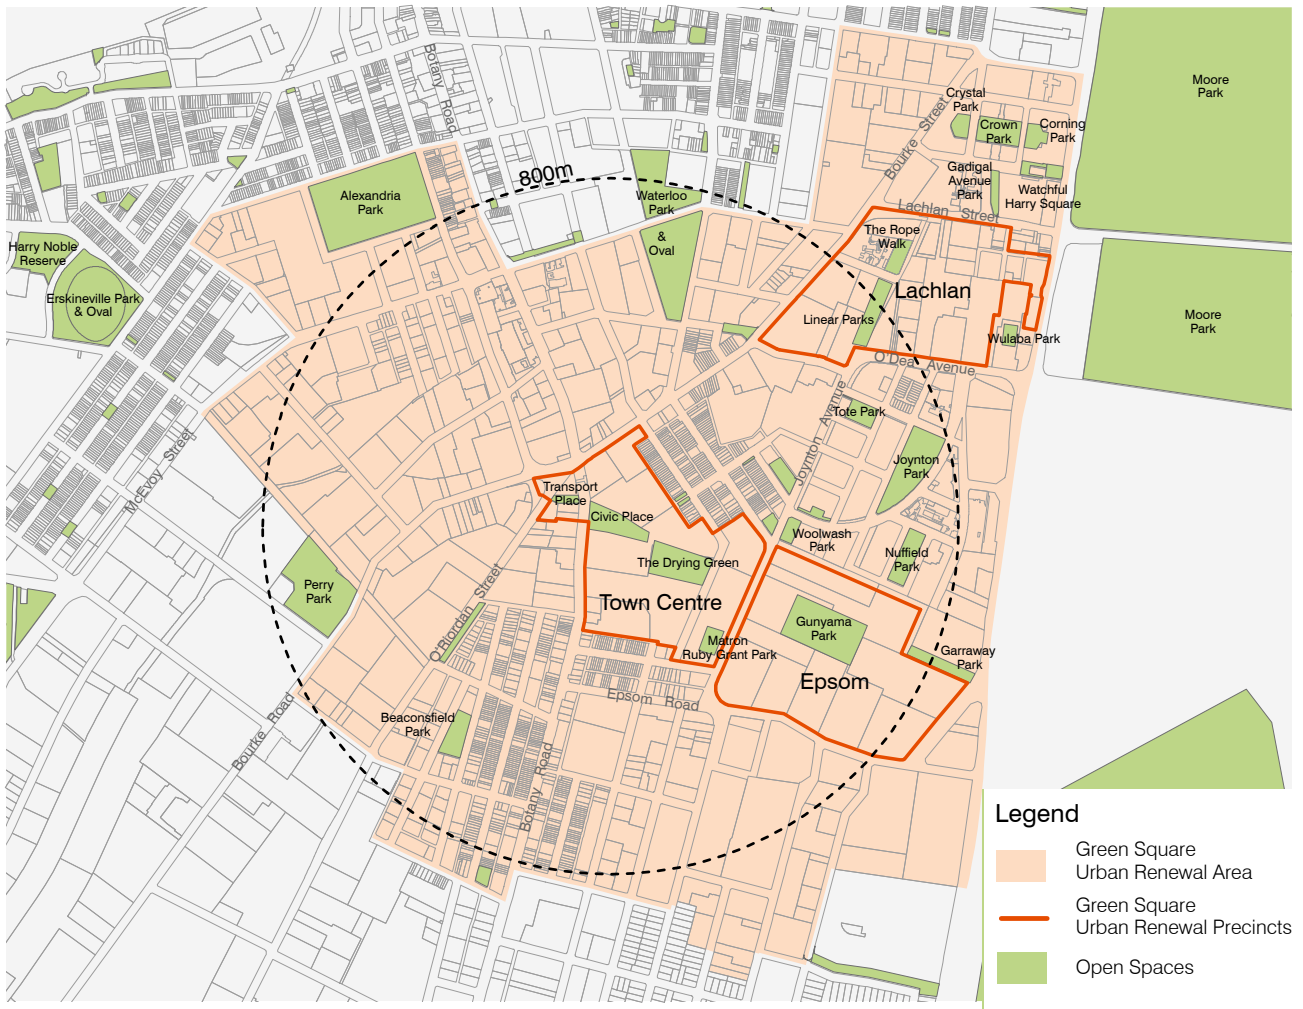 Moore
Park
Botany Road
Crystal
Park
Crown
Park
Corning
Park
Bourke Street
800m
Gadigal
Avenue
Park
Watchful
Harry Square
Alexandria
Park
Waterloo
Park
&
Oval
Lachlan Street
The Rope
Walk
Harry Noble
Reserve
Erskineville Park
& Oval
Lachlan
Linear Parks
Wulaba Park
Moore
Park
O'Dea Avenue
Tote Park
Joynton Avenue
Joynton
Park
McEvoy Street
Transport
Place
Civic Place
Woolwash
Park
The Drying Green
Nuffield
Park
Perry
Park
Town Centre
O'Riordan Street
Gunyama
Park
Matron
Ruby Grant Park
Garraway
Park
Epsom
Epsom Road
Bourke Road
Beaconsfield
Park
Botany Road
Legend
Green Square
Urban Renewal Area
Green Square
Urban Renewal Precincts
Open Spaces